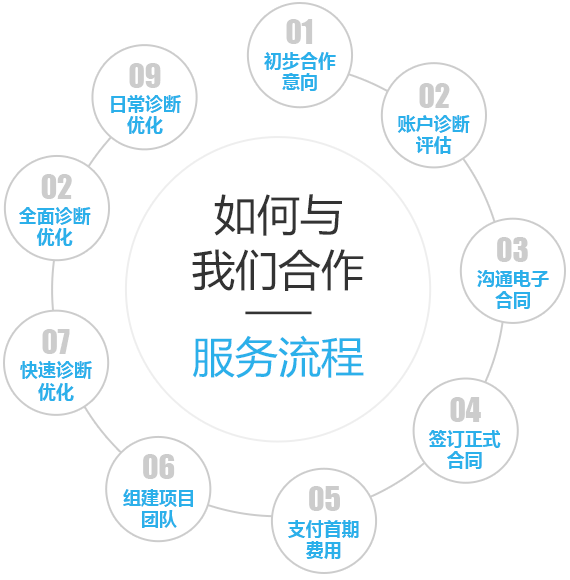 如何与
我们合作
服务流程
01
初步合作
意向
02
账户诊断
评估
03
沟通电子
合同
04
签订正式
合同
05
支付首期
费用
06
组建项目
团队
07
快速诊断
优化
02
全面诊断
优化
09
日常诊断
优化